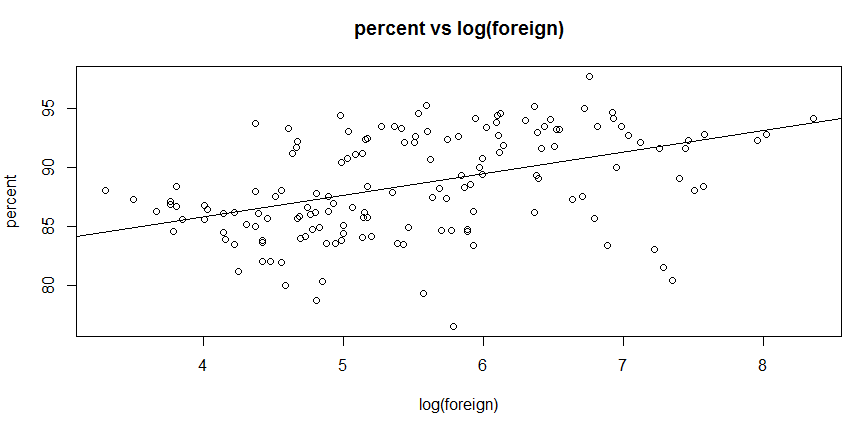 percent vs log(foreign)
percent
95
90
85
80
4 5 6 7 8
log(foreign)